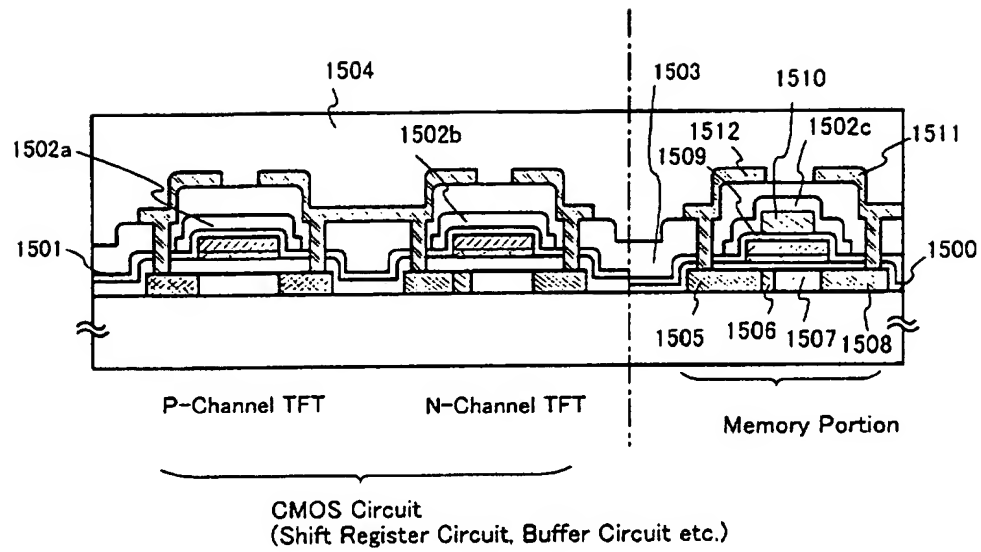 1504
1503
1510
1502a
1502b
1512
1502c
1511
1509
1501
1500
1505
1506
1507
1508
P-Channel TFT
N-Channel TFT
Memory Portion
CMOS Circuit
(Shift Register Circuit, Buffer Circuit etc.)